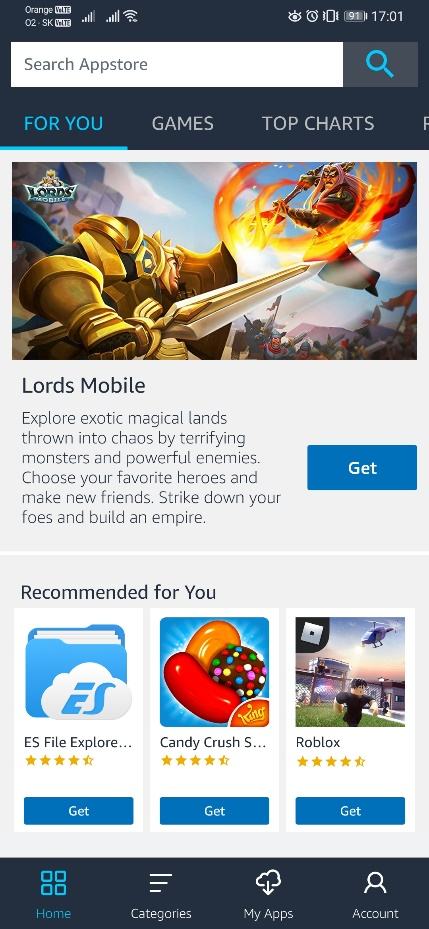 Orange VoLTE
O2 - SK VoLTE
91
17:01
Search Appstore
FOR YOU
GAMES
TOP CHARTS
LORDS
MOBILE
Lords Mobile
Explore exotic magical lands
thrown into chaos by terrifying
monsters and powerful enemies.
Choose your favorite heroes and
make new friends. Strike down your
foes and build an empire.
Get
Recommended for You
ES
King
ES File Explore...
Candy Crush S...
Roblox
Get
Get
Get
Home
Categories
My Apps
Account